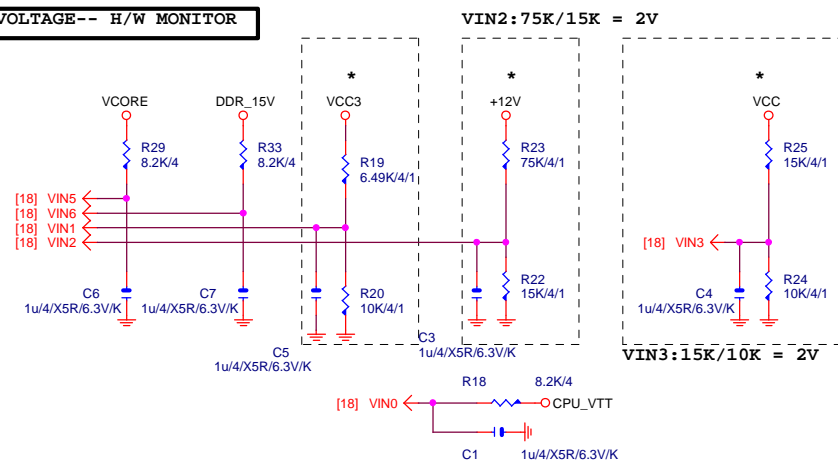 VOLTAGE-- H/W MONITOR
VIN2:75K/15K = 2V
*
*
*
VCORE
DDR_15V
VCC3
+12V
VCC
R29
8.2K/4
R33
8.2K/4
R19
6.49K/4/1
R23
75K/4/1
R25
15K/4/1
[18] VIN5
[18] VIN6
[18] VIN1
[18] VIN2
[18] VIN3
C6
1u/4/X5R/6.3V/K
C7
1u/4/X5R/6.3V/K
R20
10K/4/1
R22
15K/4/1
C4
1u/4/X5R/6.3V/K
R24
10K/4/1
C5
1u/4/X5R/6.3V/K
C3
1u/4/X5R/6.3V/K
VIN3:15K/10K = 2V
R18
8.2K/4
[18] VIN0
CPU_VTT
C1
1u/4/X5R/6.3V/K